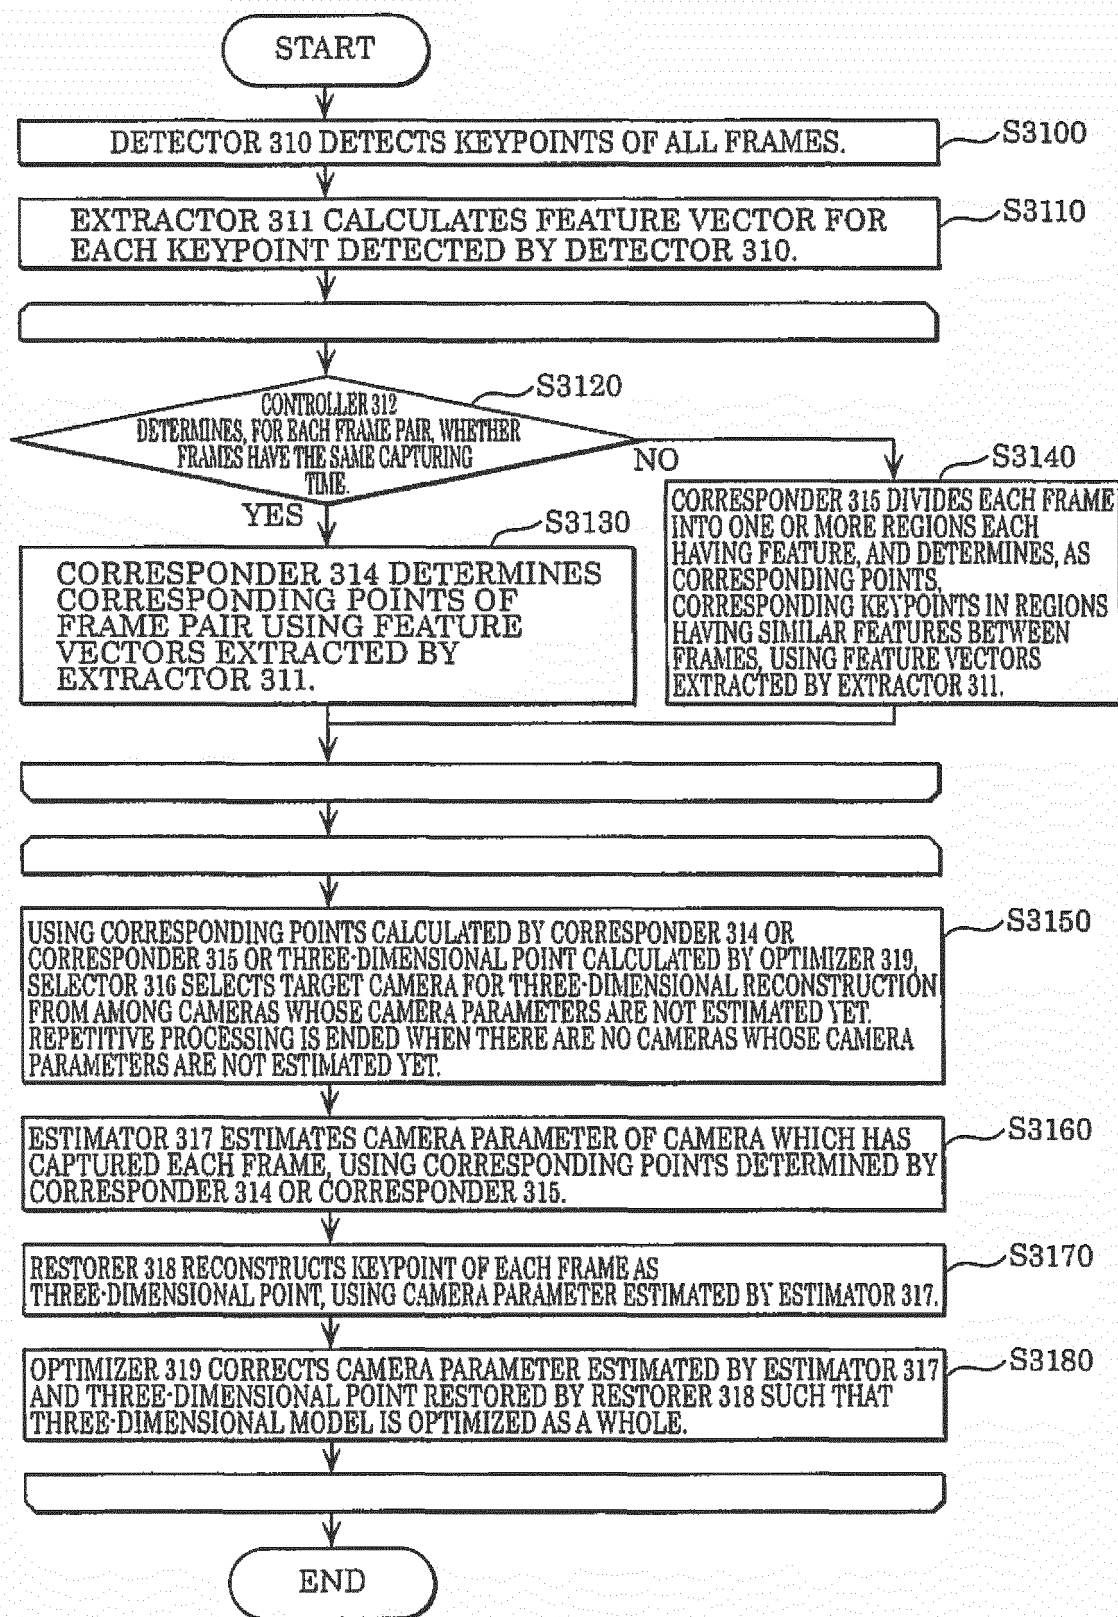 START
DETECTOR 310 DETECTS KEYPOINTS OF ALL FRAMES.
S3100
EXTRACTOR 311 CALCULATES FEATURE VECTOR FOR
EACH KEYPOINT DETECTED BY DETECTOR 310.
S3110
S3120
CONTROLLER 312
DETERMINES, FOR EACH FRAME PAIR, WHETHER
FRAMES HAVE THE SAME CAPTURING
TIME.
NO
YES
S3130
CORRESPONDER 314 DETERMINES
CORRESPONDING POINTS OF
FRAME PAIR USING FEATURE
VECTORS EXTRACTED BY
EXTRACTOR 311.
S3140
CORRESPONDER 315 DIVIDES EACH FRAME
INTO ONE OR MORE REGIONS EACH
HAVING FEATURE, AND DETERMINES, AS
CORRESPONDING POINTS,
CORRESPONDING KEYPOINTS IN REGIONS
HAVING SIMILAR FEATURES BETWEEN
FRAMES, USING FEATURE VECTORS
EXTRACTED BY EXTRACTOR 311.
USING CORRESPONDING POINTS CALCULATED BY CORRESPONDER 314 OR
CORRESPONDER 315 OR THREE-DIMENSIONAL POINT CALCULATED BY OPTIMIZER 319,
SELECTOR 316 SELECTS TARGET CAMERA FOR THREE-DIMENSIONAL RECONSTRUCTION
FROM AMONG CAMERAS WHOSE CAMERA PARAMETERS ARE NOT ESTIMATED YET.
REPETITIVE PROCESSING IS ENDED WHEN THERE ARE NO CAMERAS WHOSE CAMERA
PARAMETERS ARE NOT ESTIMATED YET.
S3150
ESTIMATOR 317 ESTIMATES CAMERA PARAMETER OF CAMERA WHICH HAS
CAPTURED EACH FRAME, USING CORRESPONDING POINTS DETERMINED BY
CORRESPONDER 314 OR CORRESPONDER 315.
S3160
RESTORER 318 RECONSTRUCTS KEYPOINT OF EACH FRAME AS
THREE-DIMENSIONAL POINT, USING CAMERA PARAMETER ESTIMATED BY ESTIMATOR 317.
S3170
OPTIMIZER 319 CORRECTS CAMERA PARAMETER ESTIMATED BY ESTIMATOR 317
AND THREE-DIMENSIONAL POINT RESTORED BY RESTORER 318 SUCH THAT
THREE-DIMENSIONAL MODEL IS OPTIMIZED AS A WHOLE.
S3180
END